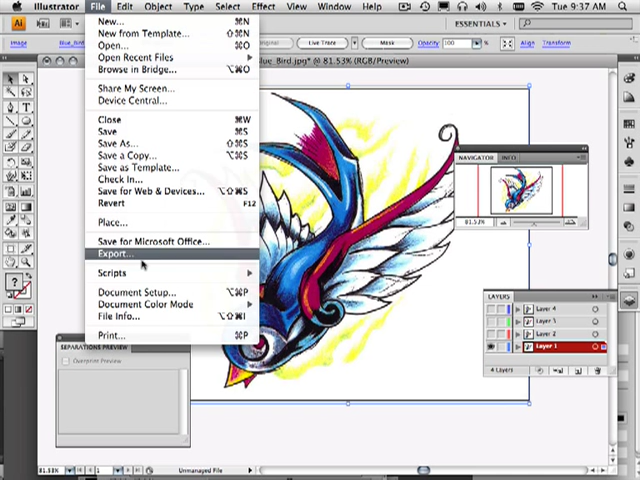 Illustrator File Edit Object Type Select Effect View Window Help Tue 9:37 AM
Ai ESSENTIALS
Image Blue_B Live Trace Mask Opacity: 100 Align Transform
lue_Bird.jpg* @ 81.53% (RGB/Preview)
New... ⌘N
New from Template... ⇧⌘N
Open... ⌘O
Open Recent Files
Browse in Bridge... ⌥⌘O
Share My Screen...
Device Central...
Close ⌘W
Save ⌘S
Save As... ⇧⌘S
Save a Copy... ⌥⌘S
Save as Template...
Check In...
Save for Web & Devices... ⌥⇧⌘S
Revert F12
Place...
Save for Microsoft Office...
Export...
Scripts
Document Setup... ⌥⌘P
Document Color Mode
File Info... ⌥⇧⌘I
Print... ⌘P
NAVIGATOR INFO
81.53%
LAYERS
Layer 4
Layer 3
Layer 2
Layer 1
4 Layers
SEPARATIONS PREVIEW
Overprint Preview
81.53% 1 Unmanaged File